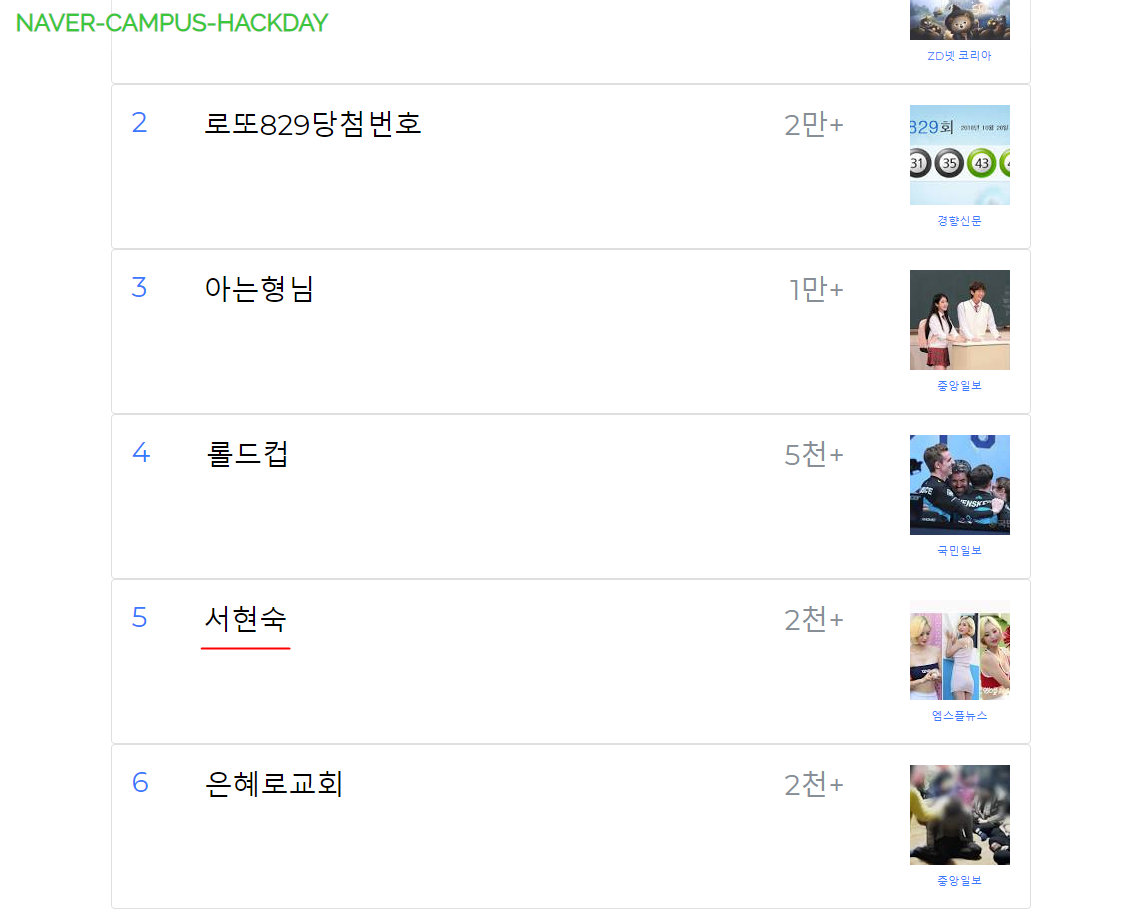 NAVER-CAMPUS-HACKDAY
ZD넷 코리아
2 로또829당첨번호 2만+
829회 2018년 10월 20일
31 35 43
경향신문
3 아는형님 1만+
중앙일보
4 롤드컵 5천+
국민일보
5 서현숙 2천+
엠스플뉴스
6 은혜로교회 2천+
중앙일보